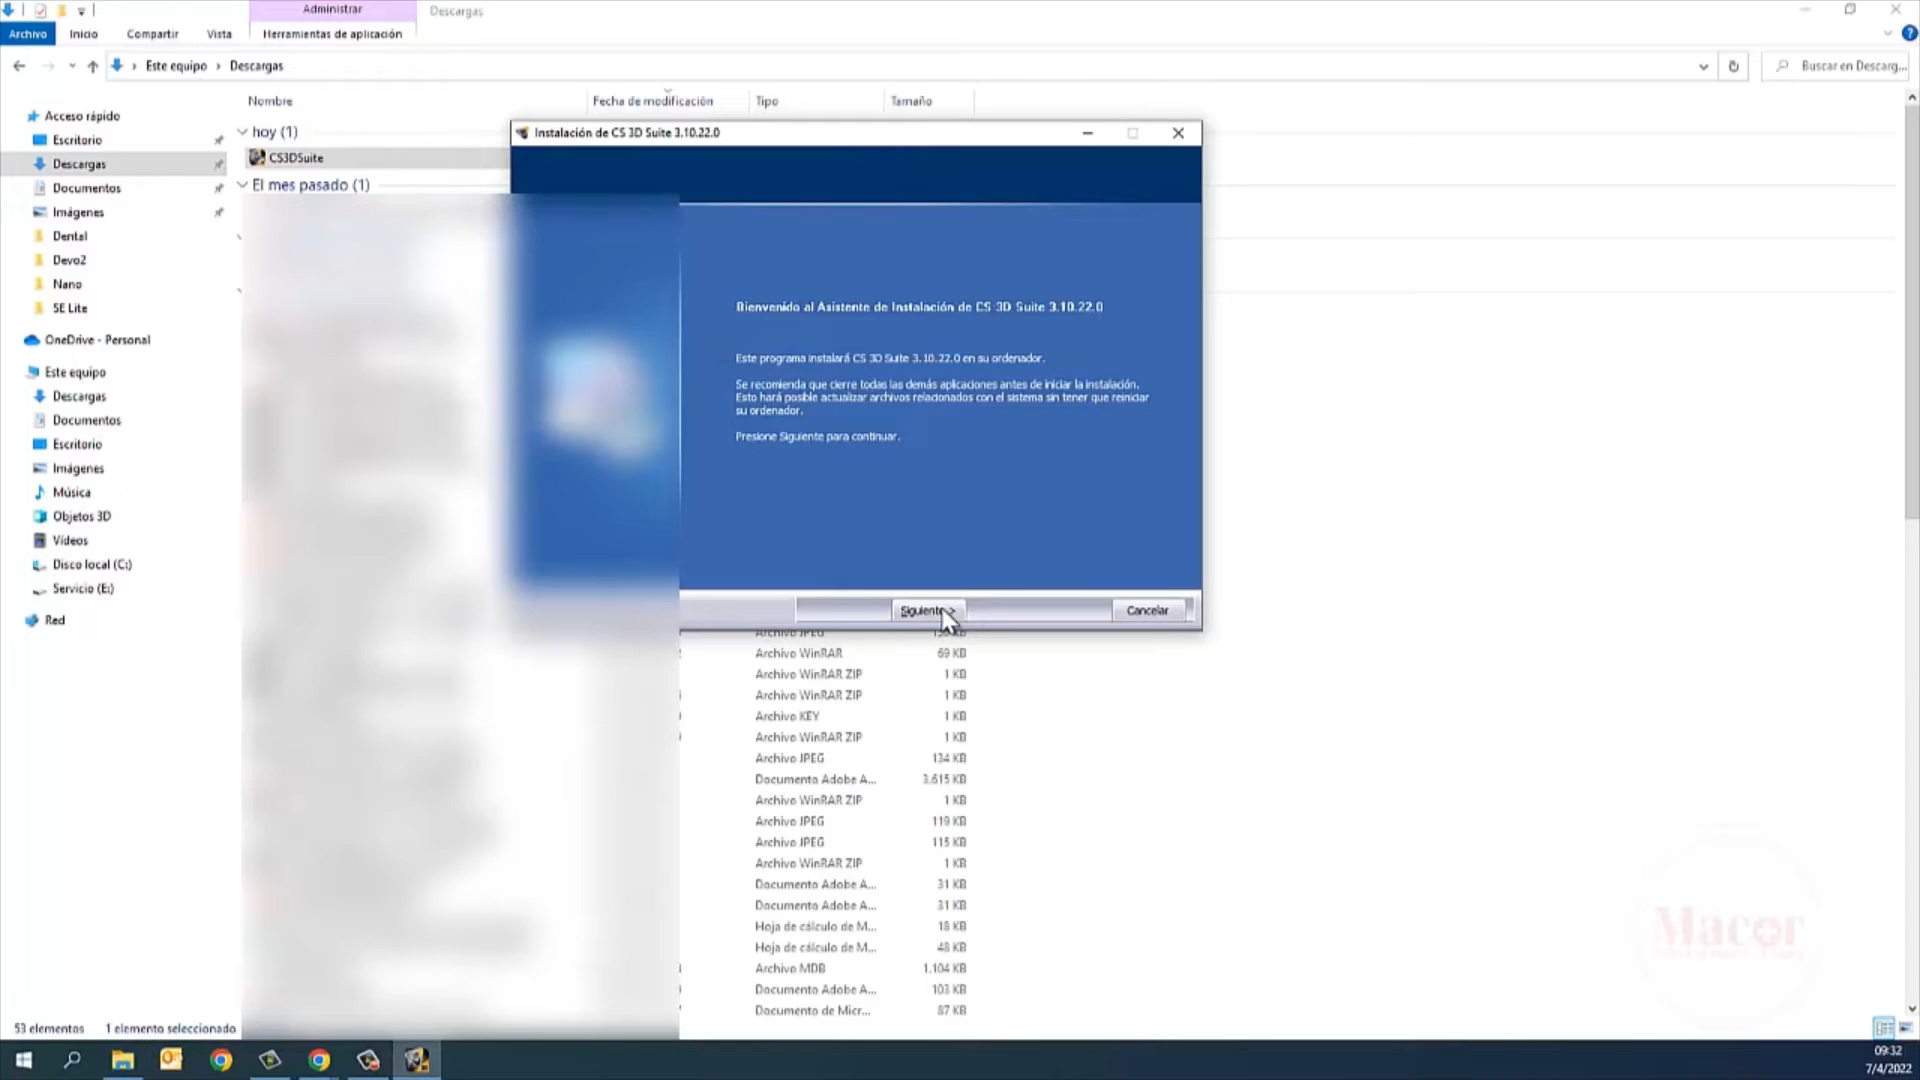 Administrar
Descargas
Archivo
Inicio
Compartir
Vista
Herramientas de aplicación
Este equipo
Descargas
Buscar en Descarg...
Nombre
Fecha de modificación
Tipo
Tamaño
Acceso rápido
Escritorio
Descargas
Documentos
Imágenes
Dental
Devo2
Nano
SE Lite
OneDrive - Personal
Este equipo
Descargas
Documentos
Escritorio
Imágenes
Música
Objetos 3D
Vídeos
Disco local (C:)
Servicio (E:)
Red
hoy (1)
CS3DSuite
El mes pasado (1)
Instalación de CS 3D Suite 3.10.22.0
Bienvenido al Asistente de Instalación de CS 3D Suite 3.10.22.0
Este programa instalará CS 3D Suite 3.10.22.0 en su ordenador.
Se recomienda que cierre todas las demás aplicaciones antes de iniciar la instalación.
Esto hará posible actualizar archivos relacionados con el sistema sin tener que reiniciar
su ordenador.
Presione Siguiente para continuar.
Siguiente >
Cancelar
Archivo JPEG
Archivo WinRAR 69 KB
Archivo WinRAR ZIP 1 KB
Archivo WinRAR ZIP 1 KB
Archivo KEY 1 KB
Archivo WinRAR ZIP 1 KB
Archivo JPEG 134 KB
Documento Adobe A... 3.615 KB
Archivo WinRAR ZIP 1 KB
Archivo JPEG 119 KB
Archivo JPEG 115 KB
Archivo WinRAR ZIP 1 KB
Documento Adobe A... 31 KB
Documento Adobe A... 31 KB
Hoja de cálculo de M... 18 KB
Hoja de cálculo de M... 48 KB
Archivo MDB 1.104 KB
Documento Adobe A... 103 KB
Documento de Micr... 87 KB
Macor
53 elementos
1 elemento seleccionado
09:32
7/4/2022